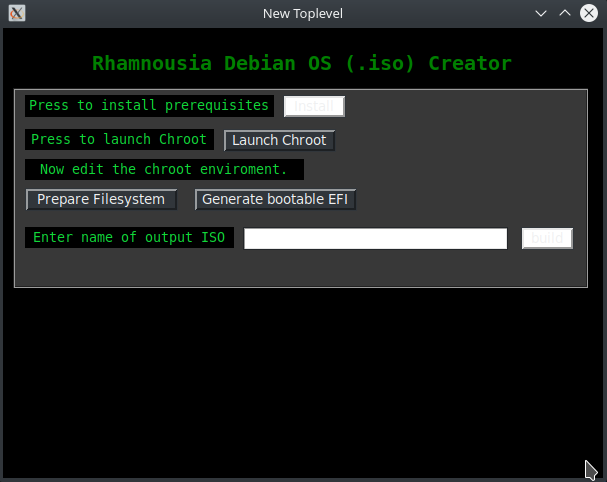 New Toplevel
Rhamnousia Debian OS (.iso) Creator
Press to install prerequisites Install
Press to launch Chroot Launch Chroot
Now edit the chroot enviroment.
Prepare Filesystem Generate bootable EFI
Enter name of output ISO build